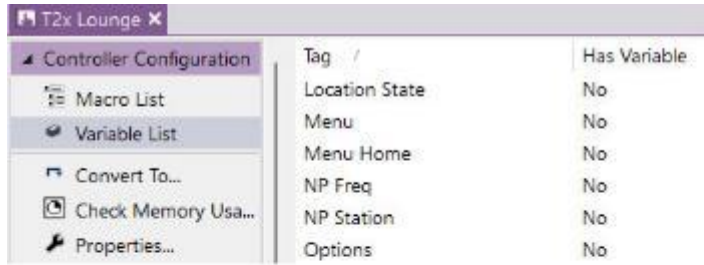 T2x Lounge
Controller Configuration
Macro List
Variable List
Convert To...
Check Memory Usa...
Properties...
Tag / Has Variable
Location State No
Menu No
Menu Home No
NP Freq No
NP Station No
Options No